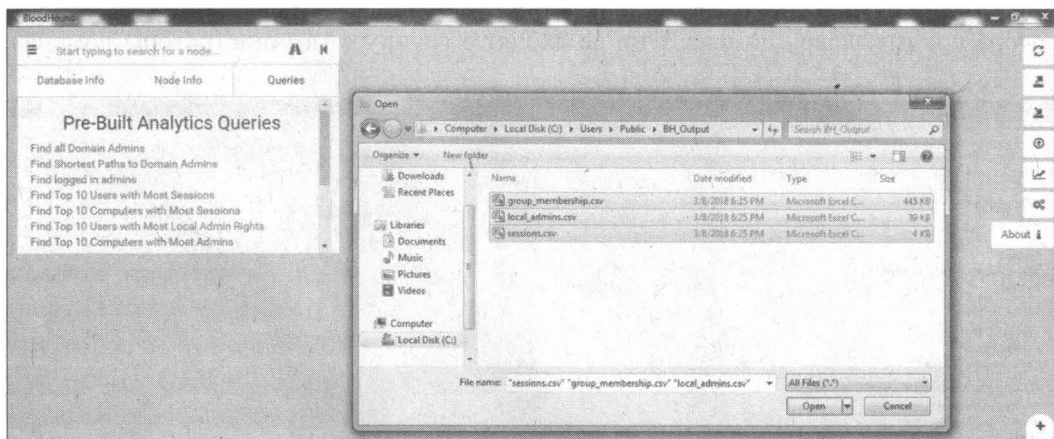 BloodHound
Start typing to search for a node...
Database Info Node Info Queries
Pre-Built Analytics Queries
Find all Domain Admins
Find Shortest Paths to Domain Admins
Find logged in admins
Find Top 10 Users with Most Sessions
Find Top 10 Computers with Most Sessions
Find Top 10 Users with Most Local Admin Rights
Find Top 10 Computers with Most Admins
Open
Computer Local Disk (C:) Users Public BH_Output
Search BH_Output
Organize New folder
Downloads
Recent Places
Libraries
Documents
Music
Pictures
Videos
Computer
Local Disk (C:)
Name Date modified Type Size
group_membership.csv 3/8/2018 6:25 PM Microsoft Excel C... 445 KB
local_admins.csv 3/8/2018 6:25 PM Microsoft Excel C... 39 KB
sessions.csv 3/8/2018 6:25 PM Microsoft Excel C... 4 KB
File name: "sessions.csv" "group_membership.csv" "local_admins.csv"
All Files (*.*)
Open Cancel
About